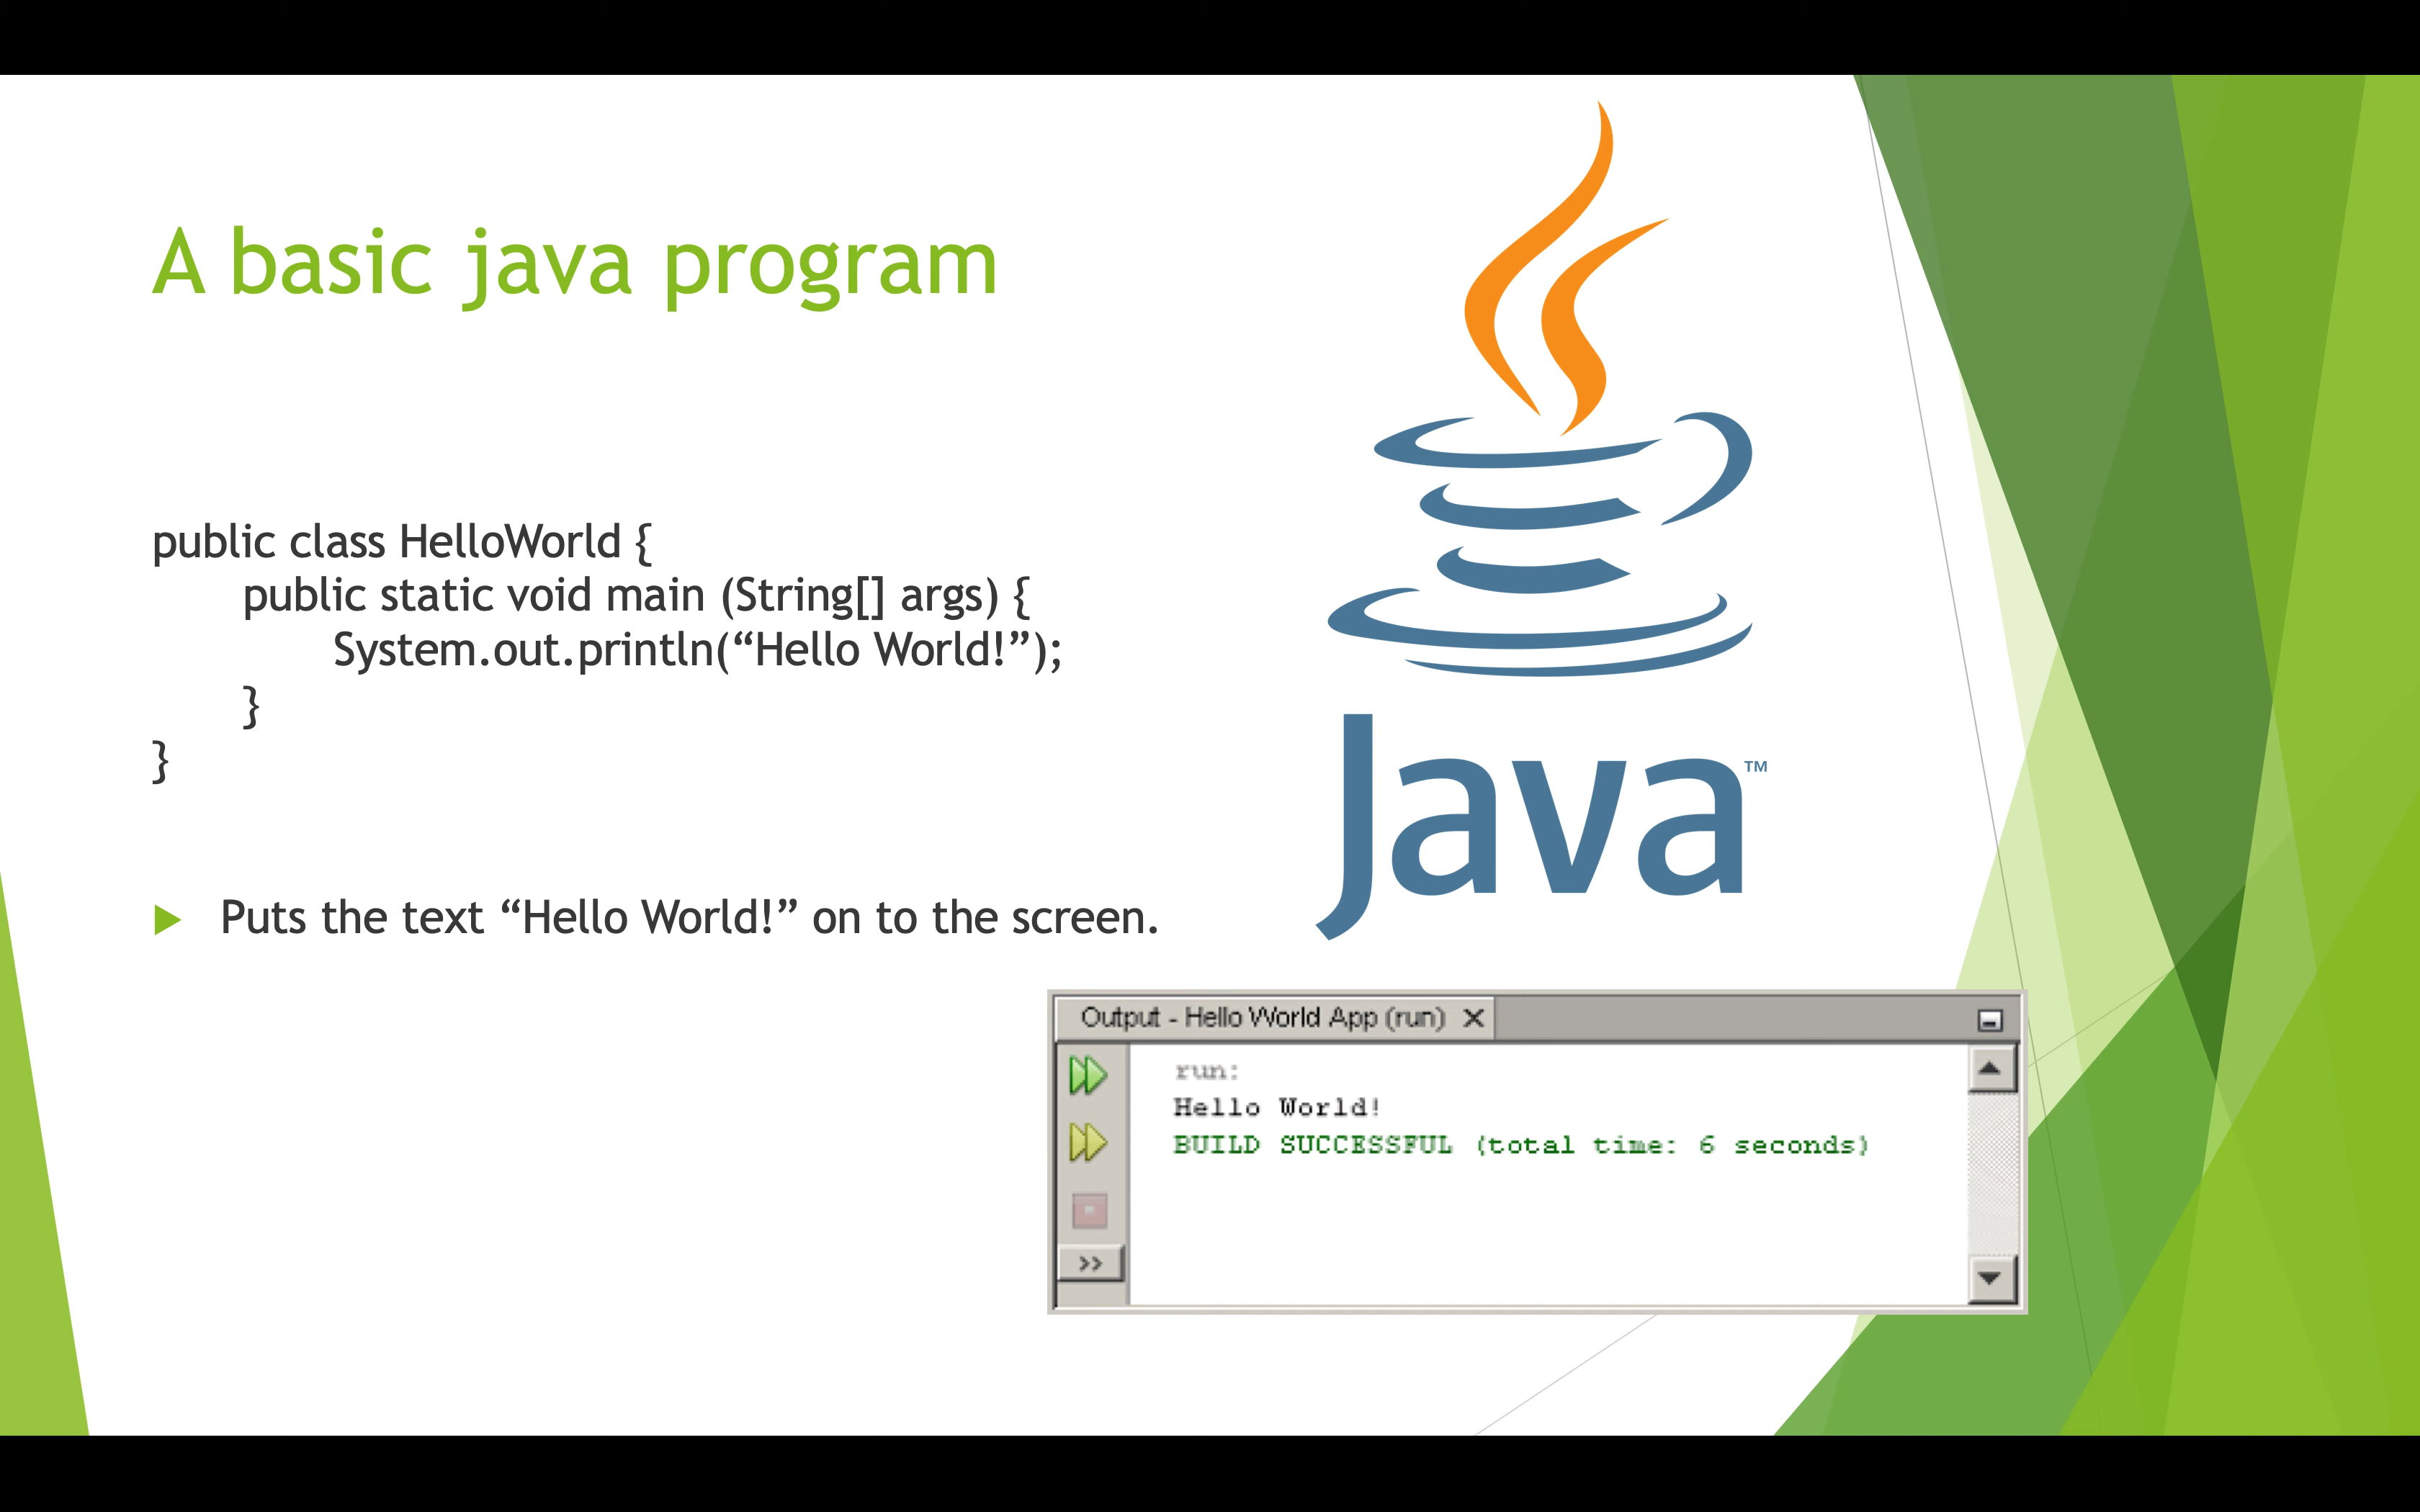 A basic java program
public class HelloWorld {
public static void main (String[] args) {
System.out.println(“Hello World!”);
}
}
Puts the text “Hello World!” on to the screen.
Java™
Output - Hello World App (run)
run:
Hello World!
BUILD SUCCESSFUL (total time: 6 seconds)